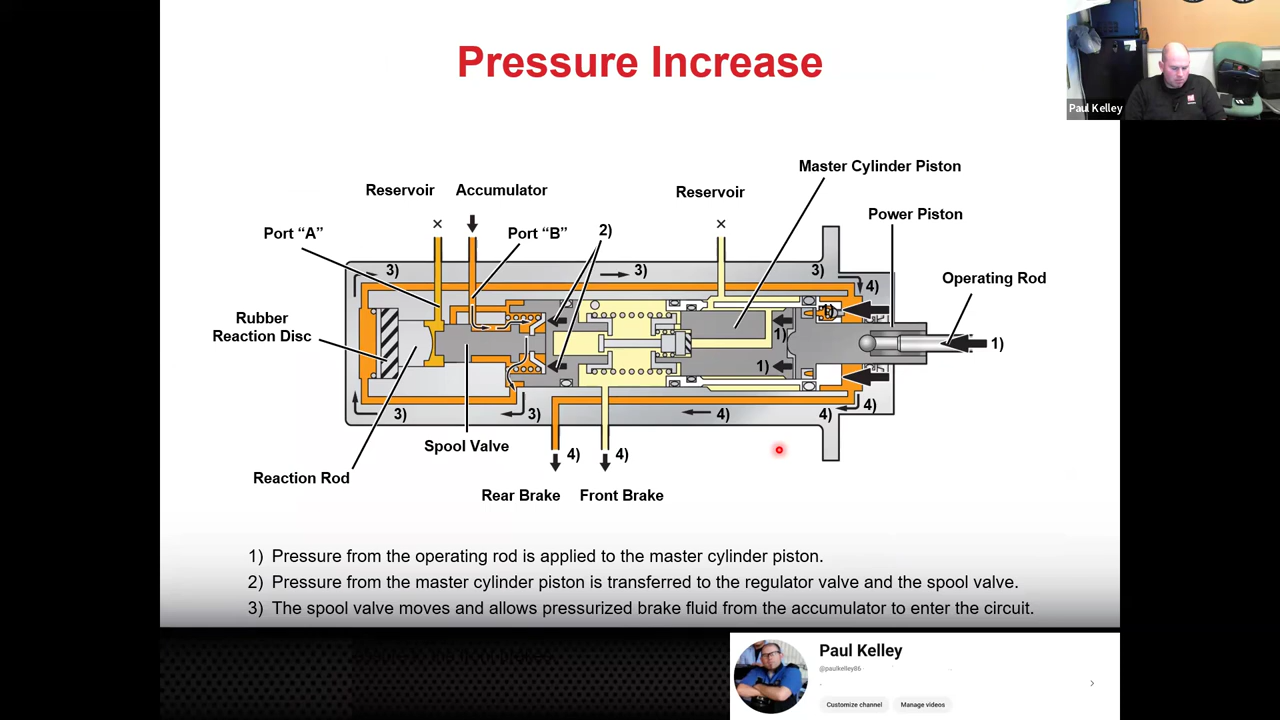 Pressure Increase
Paul Kelley
Master Cylinder Piston
Reservoir
Accumulator
Reservoir
Power Piston
Port “A”
Port “B”
2)
Operating Rod
3)
3)
3)
4)
Rubber
Reaction Disc
1)
1)
1)
1)
3)
3)
4)
4)
4)
Spool Valve
4)
4)
Reaction Rod
Rear Brake
Front Brake
1) Pressure from the operating rod is applied to the master cylinder piston.
2) Pressure from the master cylinder piston is transferred to the regulator valve and the spool valve.
3) The spool valve moves and allows pressurized brake fluid from the accumulator to enter the circuit.
Paul Kelley
@paulkelley86
Customize channel
Manage videos